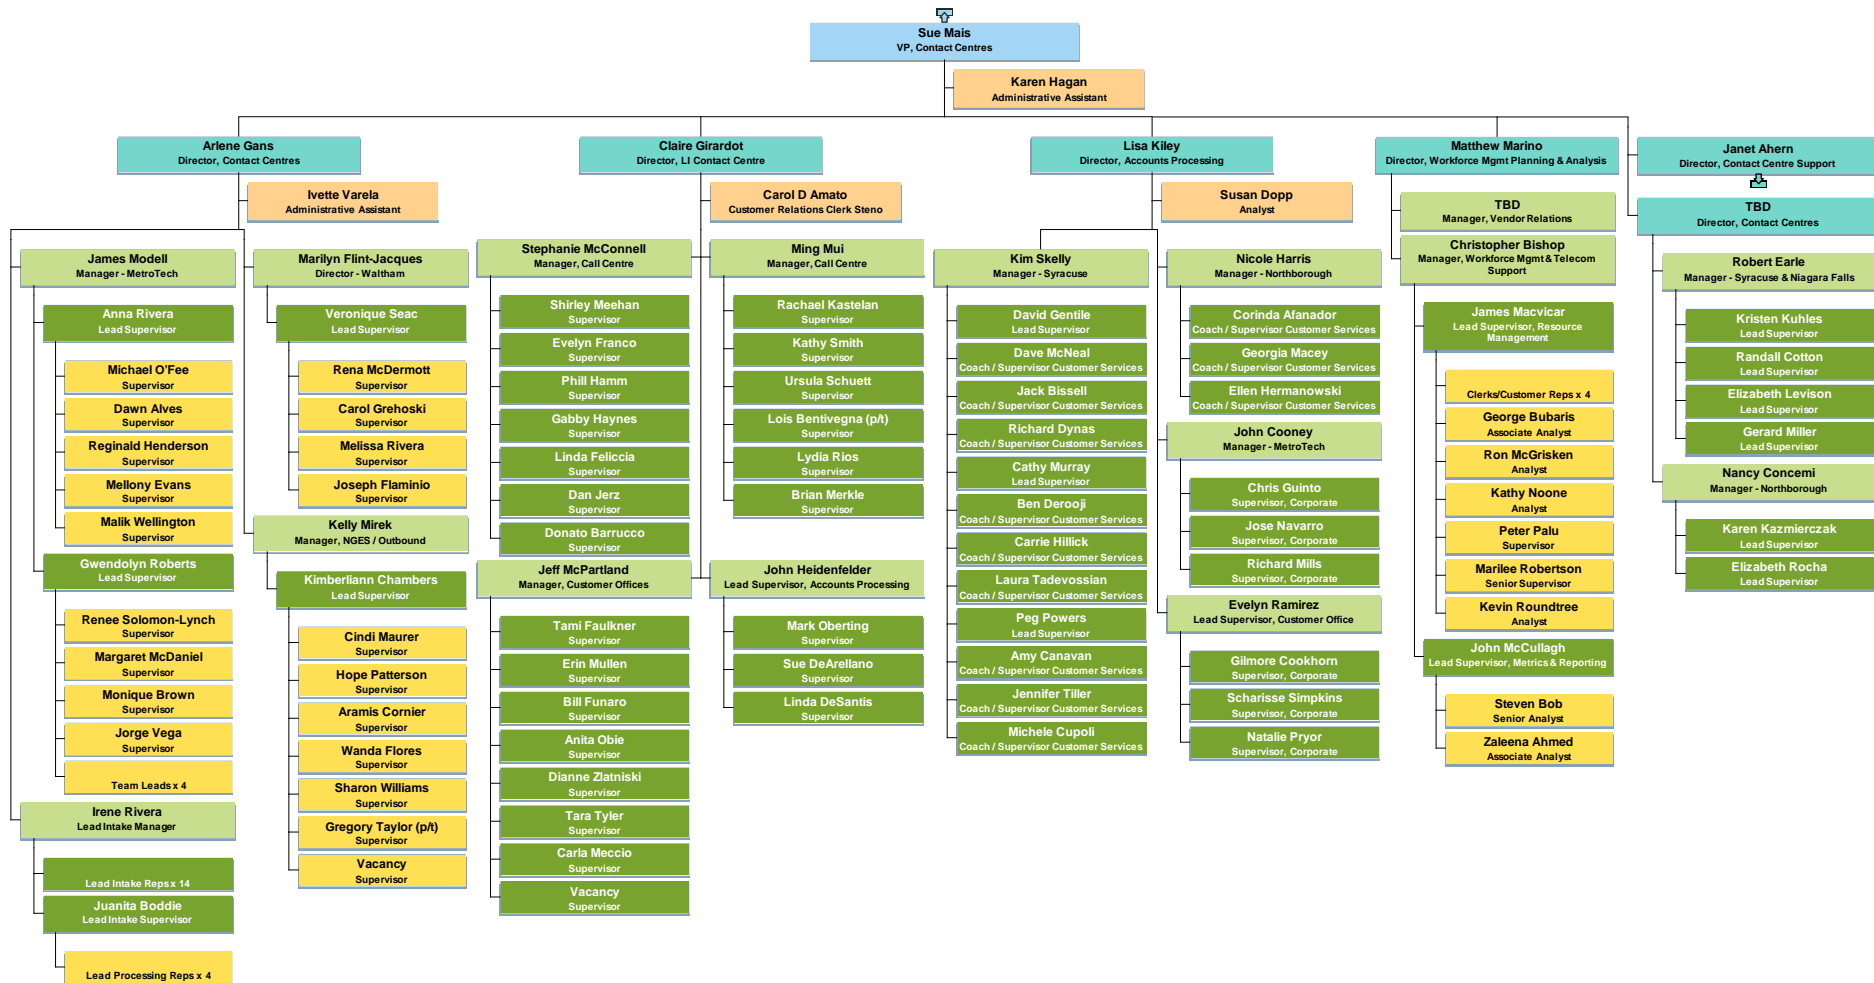 Sue Mais
VP, Contact Centres
Karen Hagan
Administrative Assistant
Arlene Gans
Director, Contact Centres
Ivette Varela
Administrative Assistant
James Modell
Manager - MetroTech
Anna Rivera
Lead Supervisor
Michael O'Fee
Supervisor
Dawn Alves
Supervisor
Reginald Henderson
Supervisor
Mellony Evans
Supervisor
Malik Wellington
Supervisor
Gwendolyn Roberts
Lead Supervisor
Renee Solomon-Lynch
Supervisor
Margaret McDaniel
Supervisor
Monique Brown
Supervisor
Jorge Vega
Supervisor
Team Leads x 4
Irene Rivera
Lead Intake Manager
Lead Intake Reps x 14
Juanita Boddie
Lead Intake Supervisor
Lead Processing Reps x 4
Marilyn Flint-Jacques
Director - Waltham
Veronique Seac
Lead Supervisor
Rena McDermott
Supervisor
Carol Grehoski
Supervisor
Melissa Rivera
Supervisor
Joseph Flaminio
Supervisor
Kelly Mirek
Manager, NGES / Outbound
Kimberliann Chambers
Lead Supervisor
Cindi Maurer
Supervisor
Hope Patterson
Supervisor
Aramis Cornier
Supervisor
Wanda Flores
Supervisor
Sharon Williams
Supervisor
Gregory Taylor (p/t)
Supervisor
Vacancy
Supervisor
Claire Girardot
Director, LI Contact Centre
Carol D Amato
Customer Relations Clerk Steno
Stephanie McConnell
Manager, Call Centre
Shirley Meehan
Supervisor
Evelyn Franco
Supervisor
Phill Hamm
Supervisor
Gabby Haynes
Supervisor
Linda Feliccia
Supervisor
Dan Jerz
Supervisor
Donato Barrucco
Supervisor
Jeff McPartland
Manager, Customer Offices
Tami Faulkner
Supervisor
Erin Mullen
Supervisor
Bill Funaro
Supervisor
Anita Obie
Supervisor
Dianne Zlatniski
Supervisor
Tara Tyler
Supervisor
Carla Meccio
Supervisor
Vacancy
Supervisor
Ming Mui
Manager, Call Centre
Rachael Kastelan
Supervisor
Kathy Smith
Supervisor
Ursula Schuett
Supervisor
Lois Bentivegna (p/t)
Supervisor
Lydia Rios
Supervisor
Brian Merkle
Supervisor
John Heidenfelder
Lead Supervisor, Accounts Processing
Mark Oberting
Supervisor
Sue DeArellano
Supervisor
Linda DeSantis
Supervisor
Lisa Kiley
Director, Accounts Processing
Susan Dopp
Analyst
Kim Skelly
Manager - Syracuse
David Gentile
Lead Supervisor
Dave McNeal
Coach / Supervisor Customer Services
Jack Bissell
Coach / Supervisor Customer Services
Richard Dynas
Coach / Supervisor Customer Services
Cathy Murray
Lead Supervisor
Ben Derooji
Coach / Supervisor Customer Services
Carrie Hillick
Coach / Supervisor Customer Services
Laura Tadevossian
Coach / Supervisor Customer Services
Peg Powers
Lead Supervisor
Amy Canavan
Coach / Supervisor Customer Services
Jennifer Tiller
Coach / Supervisor Customer Services
Michele Cupoli
Coach / Supervisor Customer Services
Nicole Harris
Manager - Northborough
Corinda Afanador
Coach / Supervisor Customer Services
Georgia Macey
Coach / Supervisor Customer Services
Ellen Hermanowski
Coach / Supervisor Customer Services
John Cooney
Manager - MetroTech
Chris Guinto
Supervisor, Corporate
Jose Navarro
Supervisor, Corporate
Richard Mills
Supervisor, Corporate
Evelyn Ramirez
Lead Supervisor, Customer Office
Gilmore Cookhorn
Supervisor, Corporate
Scharisse Simpkins
Supervisor, Corporate
Natalie Pryor
Supervisor, Corporate
Matthew Marino
Director, Workforce Mgmt Planning & Analysis
TBD
Manager, Vendor Relations
Christopher Bishop
Manager, Workforce Mgmt & Telecom
Support
James Macvicar
Lead Supervisor, Resource
Management
Clerks/Customer Reps x 4
George Bubaris
Associate Analyst
Ron McGrisken
Analyst
Kathy Noone
Analyst
Peter Palu
Supervisor
Marilee Robertson
Senior Supervisor
Kevin Roundtree
Analyst
John McCullagh
Lead Supervisor, Metrics & Reporting
Steven Bob
Senior Analyst
Zaleena Ahmed
Associate Analyst
Janet Ahern
Director, Contact Centre Support
TBD
Director, Contact Centres
Robert Earle
Manager - Syracuse & Niagara Falls
Kristen Kuhles
Lead Supervisor
Randall Cotton
Lead Supervisor
Elizabeth Levison
Lead Supervisor
Gerard Miller
Lead Supervisor
Nancy Concemi
Manager - Northborough
Karen Kazmierczak
Lead Supervisor
Elizabeth Rocha
Lead Supervisor